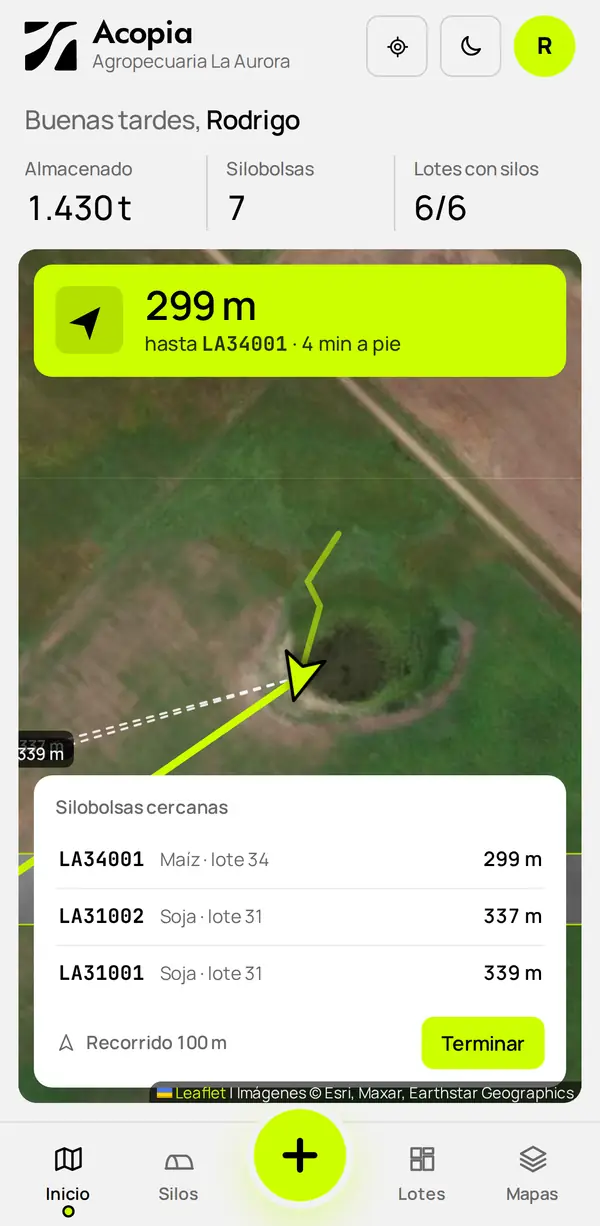 Acopia
Agropecuaria La Aurora
R
Buenas tardes, Rodrigo
Almacenado
Silobolsas
Lotes con silos
1.430 t
7
6/6
299 m
hasta LA34001 · 4 min a pie
339 m
Silobolsas cercanas
LA34001 Maíz · lote 34 299 m
LA31002 Soja · lote 31 337 m
LA31001 Soja · lote 31 339 m
Recorrido 100 m
Terminar
Leaflet | Imágenes © Esri, Maxar, Earthstar Geographics
Inicio
Silos
Lotes
Mapas